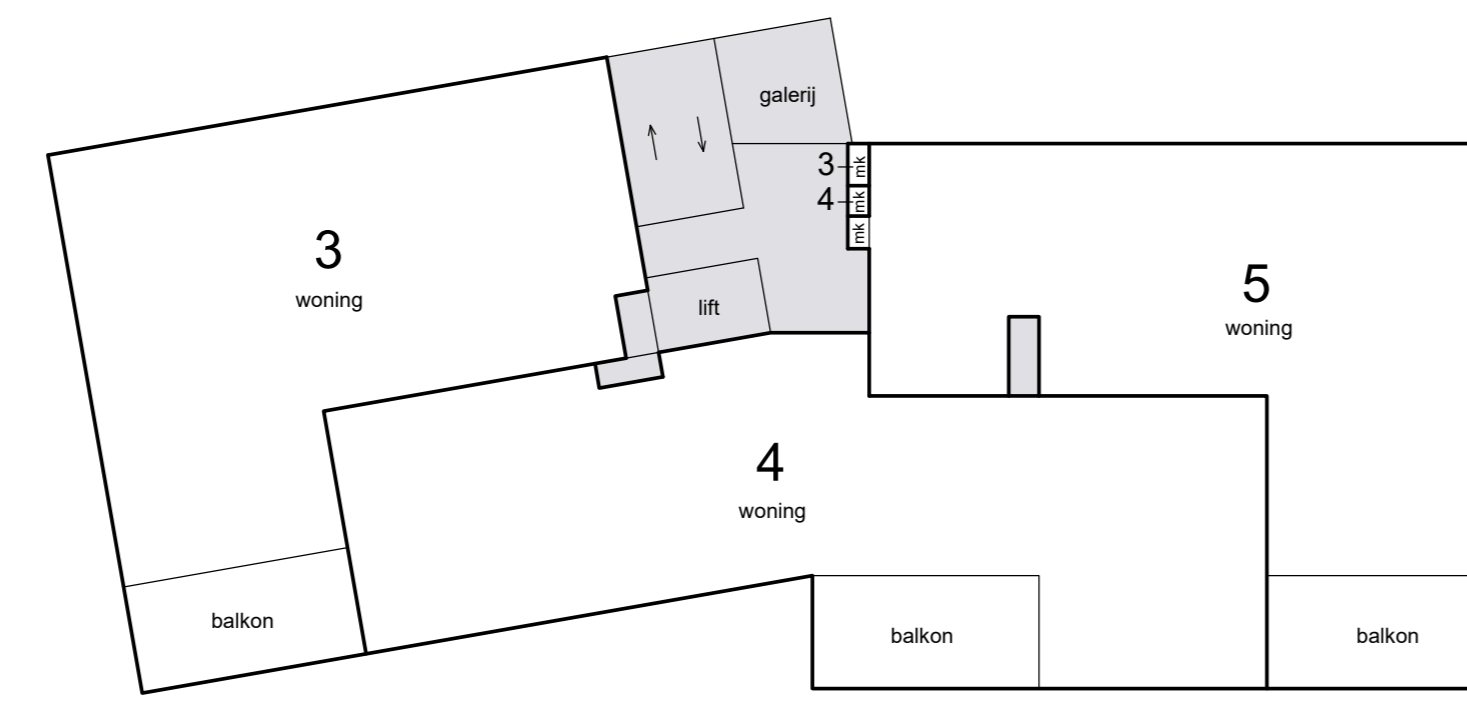 galerij
3 mk
4 mk
mk
3
woning
lift
5
woning
4
woning
balkon
balkon
balkon